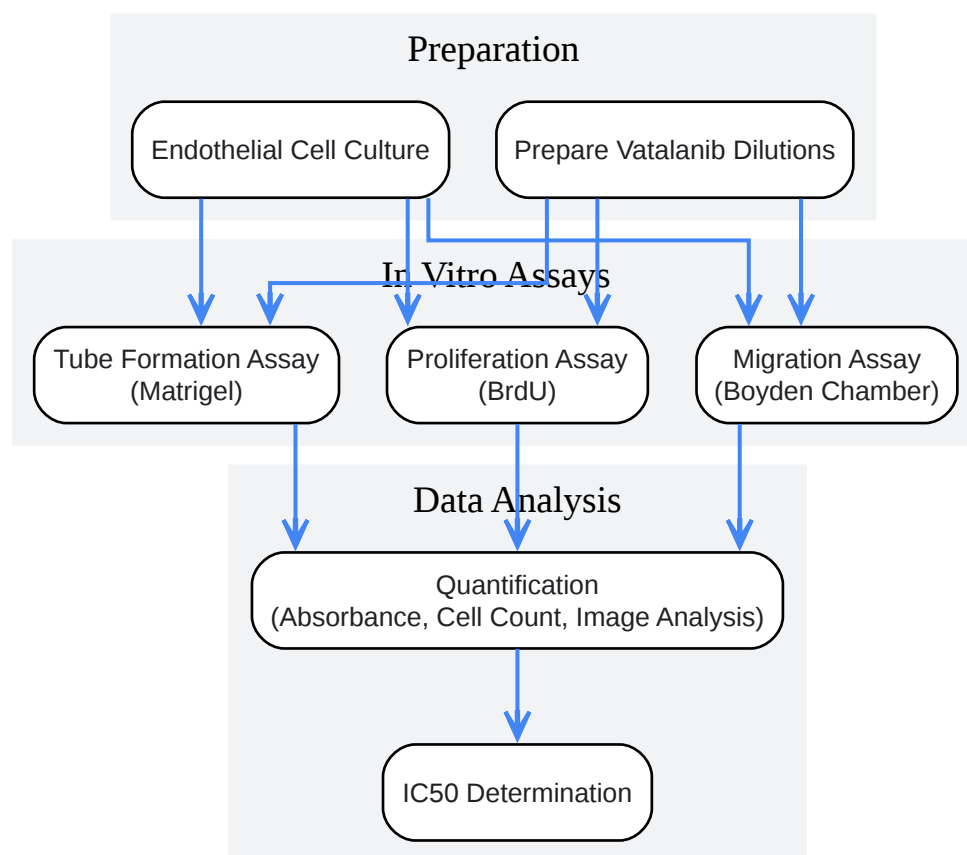 Preparation
Endothelial Cell Culture
Prepare Vatalanib Dilutions
In Vitro Assays
Tube Formation Assay
(Matrigel)
Proliferation Assay
(BrdU)
Migration Assay
(Boyden Chamber)
Data Analysis
Quantification
(Absorbance, Cell Count, Image Analysis)
IC50 Determination